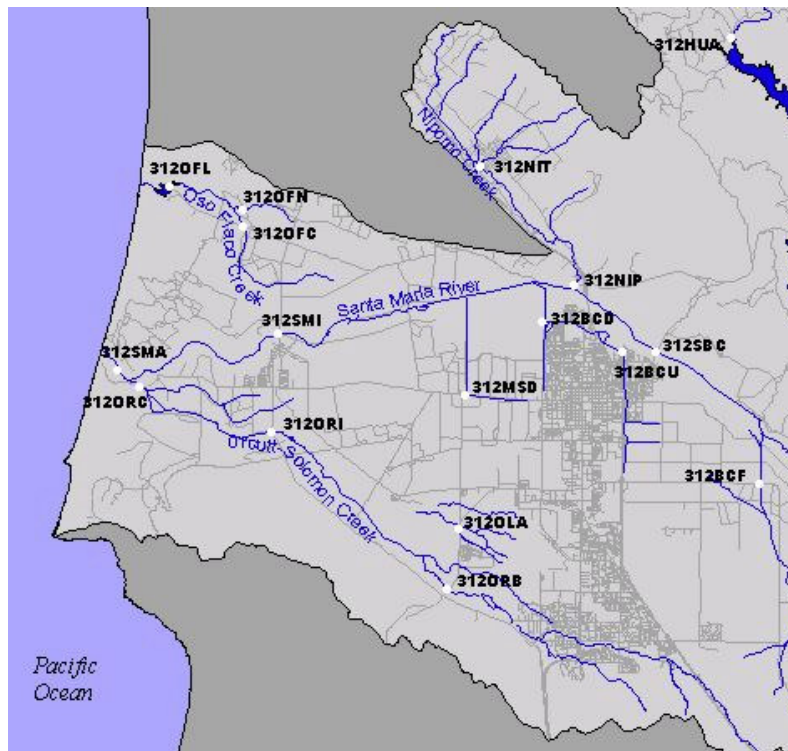 312HUA
Nipomo Creek
312NIT
312OFL
312OFN
Oso Flaco Creek
312OFC
312NIP
Santa Maria River
312BCD
312SMI
312SBC
312BCU
312SMA
312MSD
312ORC
312ORI
Orcutt-Solomon Creek
312BCF
312OLA
312ORB
Pacific
Ocean